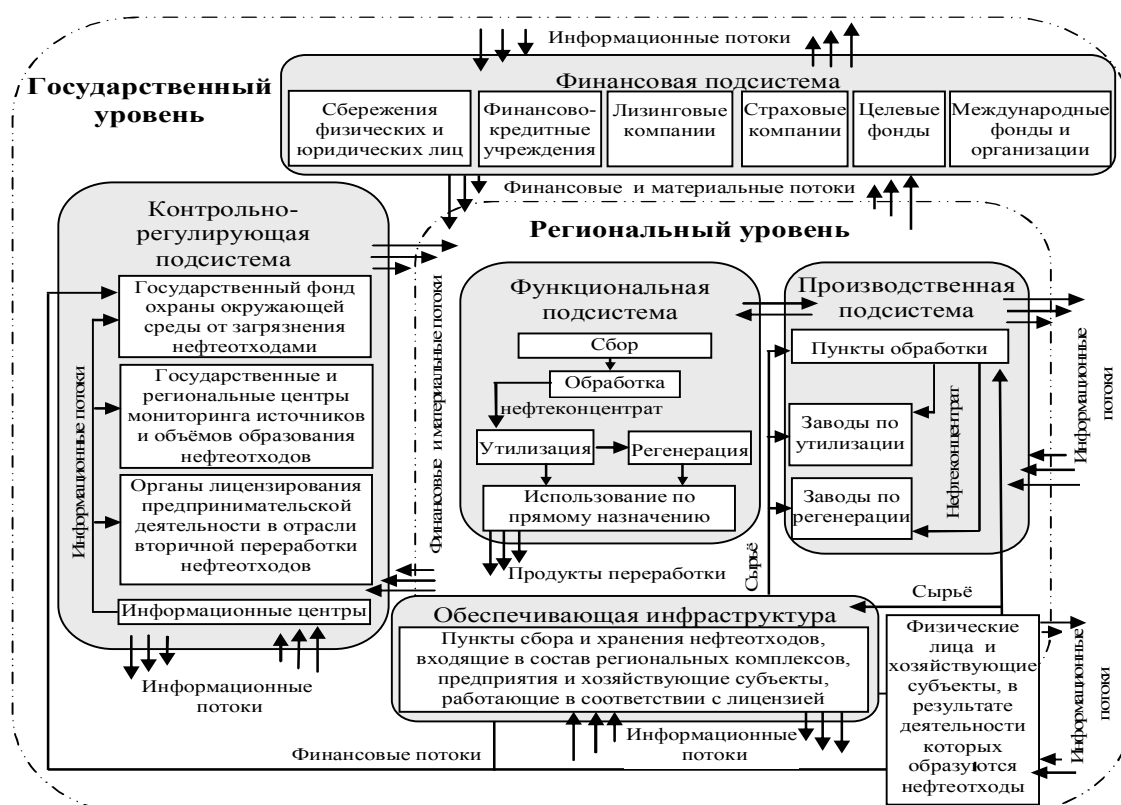 Информационные потоки
Государственный
уровень
Финансовая подсистема
Сбережения
физических и
юридических лиц
Финансово-
кредитные
учреждения
Лизинговые
компании
Страховые
компании
Целевые
фонды
Международные
фонды и
организации
Финансовые и материальные потоки
Контрольно-
регулирующая
подсистема
Государственный фонд
охраны окружающей
среды от загрязнения
нефтеотходами
Государственные и
региональные центры
мониторинга источников
и объёмов образования
нефтеотходов
Органы лицензирования
предпринимательской
деятельности в отрасли
вторичной переработки
нефтеотходов
Информационные центры
Информационные потоки
Информационные
потоки
Региональный уровень
Финансовые и материальные потоки
Функциональная
подсистема
Сбор
Обработка
нефтеконцентрат
Утилизация
Регенерация
Использование по
прямому назначению
Продукты переработки
Производственная
подсистема
Пункты обработки
Заводы по
утилизации
Заводы по
регенерации
Нефтеконцентрат
Информационные
потоки
Сырьё
Сырьё
Обеспечивающая инфраструктура
Пункты сбора и хранения нефтеотходов,
входящие в состав региональных комплексов,
предприятия и хозяйствующие субъекты,
работающие в соответствии с лицензией
Информационные
потоки
Финансовые потоки
Физические
лица и
хозяйствующие
субъекты, в
результате
деятельности
которых
образуются
нефтеотходы
Информационные
потоки